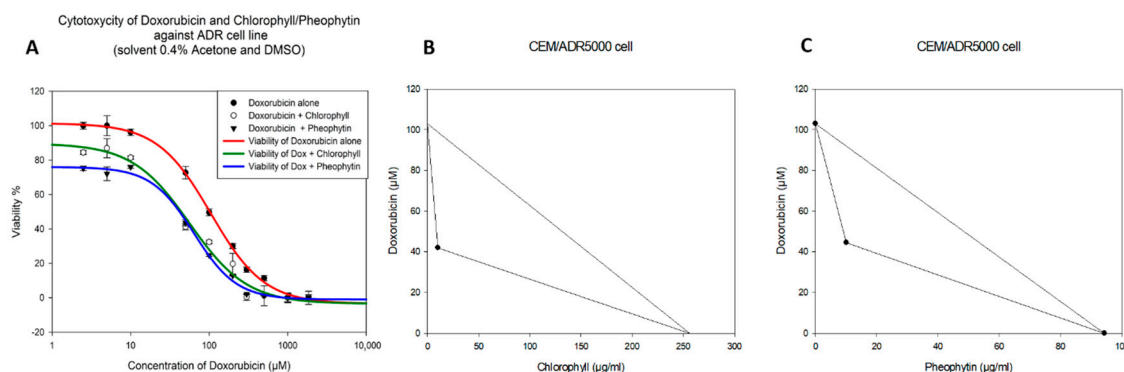 Cytotoxycity of Doxorubicin and Chlorophyll/Pheophytin
against ADR cell line
(solvent 0.4% Acetone and DMSO)
A
120
100
80
60
40
20
0
-20
Viability %
1
10
100
1000
10,000
Concentration of Doxorubicin (µM)
Doxorubicin alone
Doxorubicin + Chlorophyll
Doxorubicin + Pheophytin
Viability of Doxorubicin alone
Viability of Dox + Chlorophyll
Viability of Dox + Pheophytin
B
CEM/ADR5000 cell
120
100
80
60
40
20
0
Doxorubicin (µM)
0
50
100
150
200
250
300
Chlorophyll (µg/ml)
C
CEM/ADR5000 cell
120
100
80
60
40
20
0
Doxorubicin (µM)
0
20
40
60
80
100
Pheophytin (µg/ml)